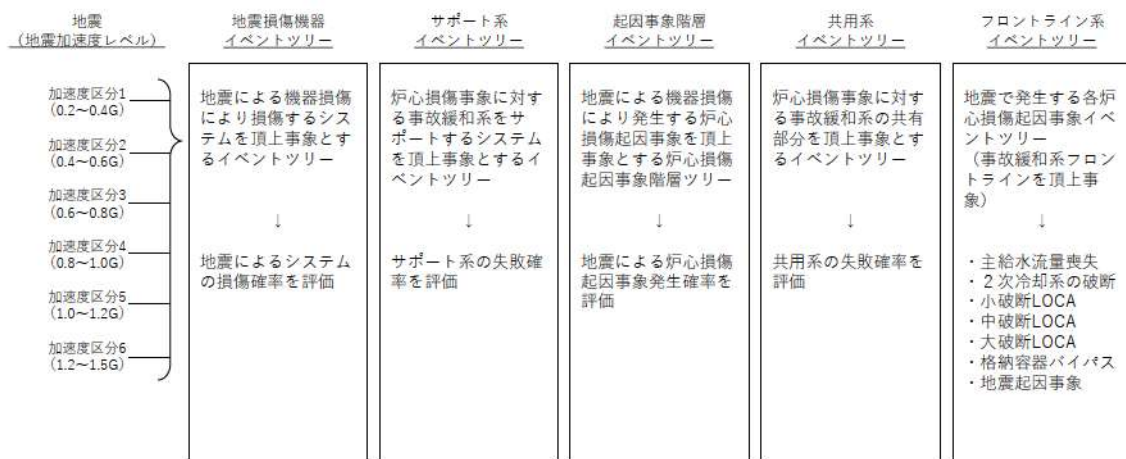 地震
（地震加速度レベル）
加速度区分1
(0.2～0.4G)
加速度区分2
(0.4～0.6G)
加速度区分3
(0.6～0.8G)
加速度区分4
(0.8～1.0G)
加速度区分5
(1.0～1.2G)
加速度区分6
(1.2～1.5G)
地震損傷機器
イベントツリー
地震による機器損傷
により損傷するシス
テムを頂上事象とす
るイベントツリー
↓
地震によるシステム
の損傷確率を評価
サポート系
イベントツリー
炉心損傷事象に対す
る事故緩和系をサ
ポートするシステム
を頂上事象とするイ
ベントツリー
↓
サポート系の失敗確
率を評価
起因事象階層
イベントツリー
地震による機器損傷
により発生する炉心
損傷起因事象を頂上
事象とする炉心損傷
起因事象階層ツリー
↓
地震による炉心損傷
起因事象発生確率を
評価
共用系
イベントツリー
炉心損傷事象に対す
る事故緩和系の共有
部分を頂上事象とす
るイベントツリー
↓
共用系の失敗確率を
評価
フロントライン系
イベントツリー
地震で発生する各炉
心損傷起因事象イベ
ントツリー
（事故緩和系フロン
トラインを頂上事
象）
↓
・主給水流量喪失
・２次冷却系の破断
・小破断LOCA
・中破断LOCA
・大破断LOCA
・格納容器バイパス
・地震起因事象